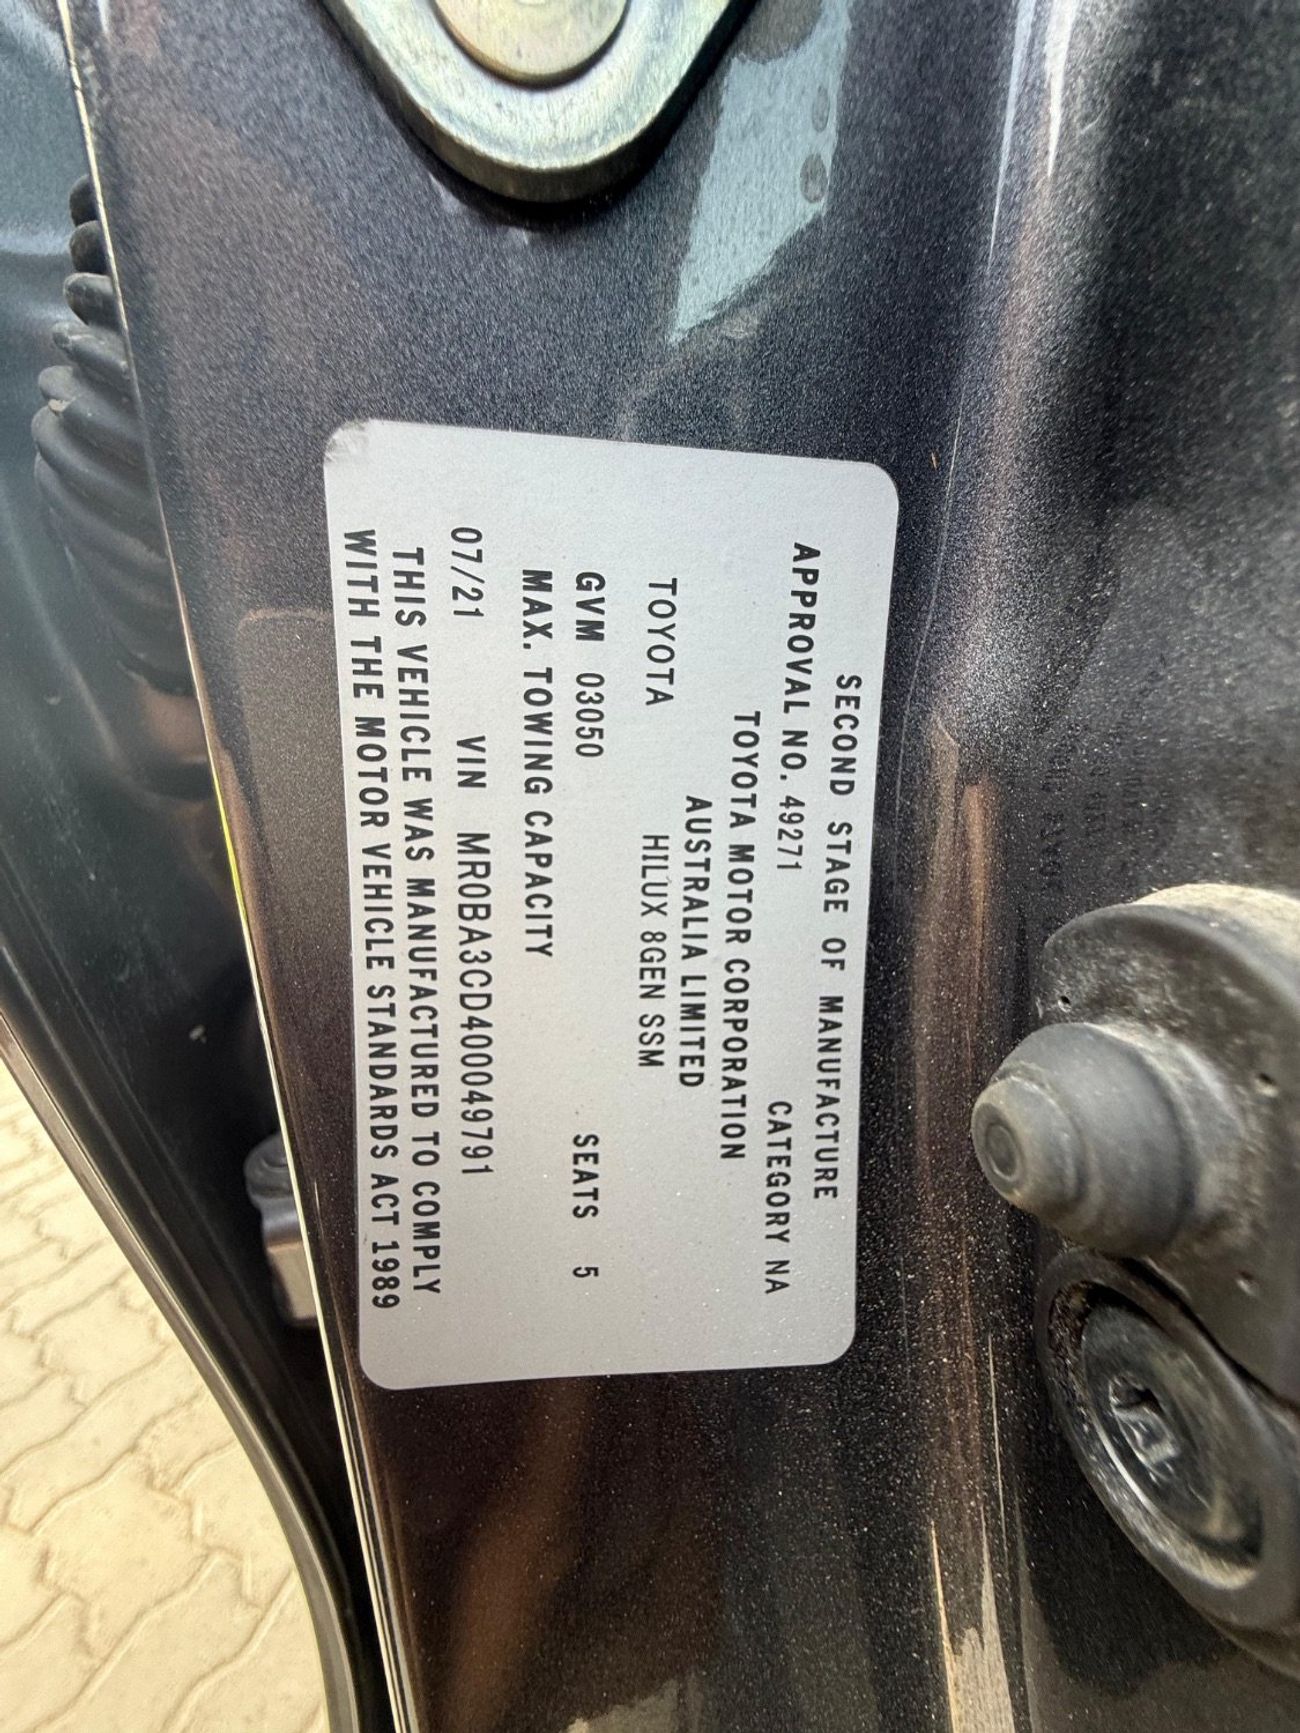 SECOND STAGE OF MANUFACTURE
APPROVAL NO. 49271 CATEGORY NA
TOYOTA MOTOR CORPORATION
AUSTRALIA LIMITED
TOYOTA HILUX 8GEN SSM
GVM 03050 SEATS 5
MAX. TOWING CAPACITY
07/21 VIN MR0BA3CD400049791
THIS VEHICLE WAS MANUFACTURED TO COMPLY
WITH THE MOTOR VEHICLE STANDARDS ACT 1989